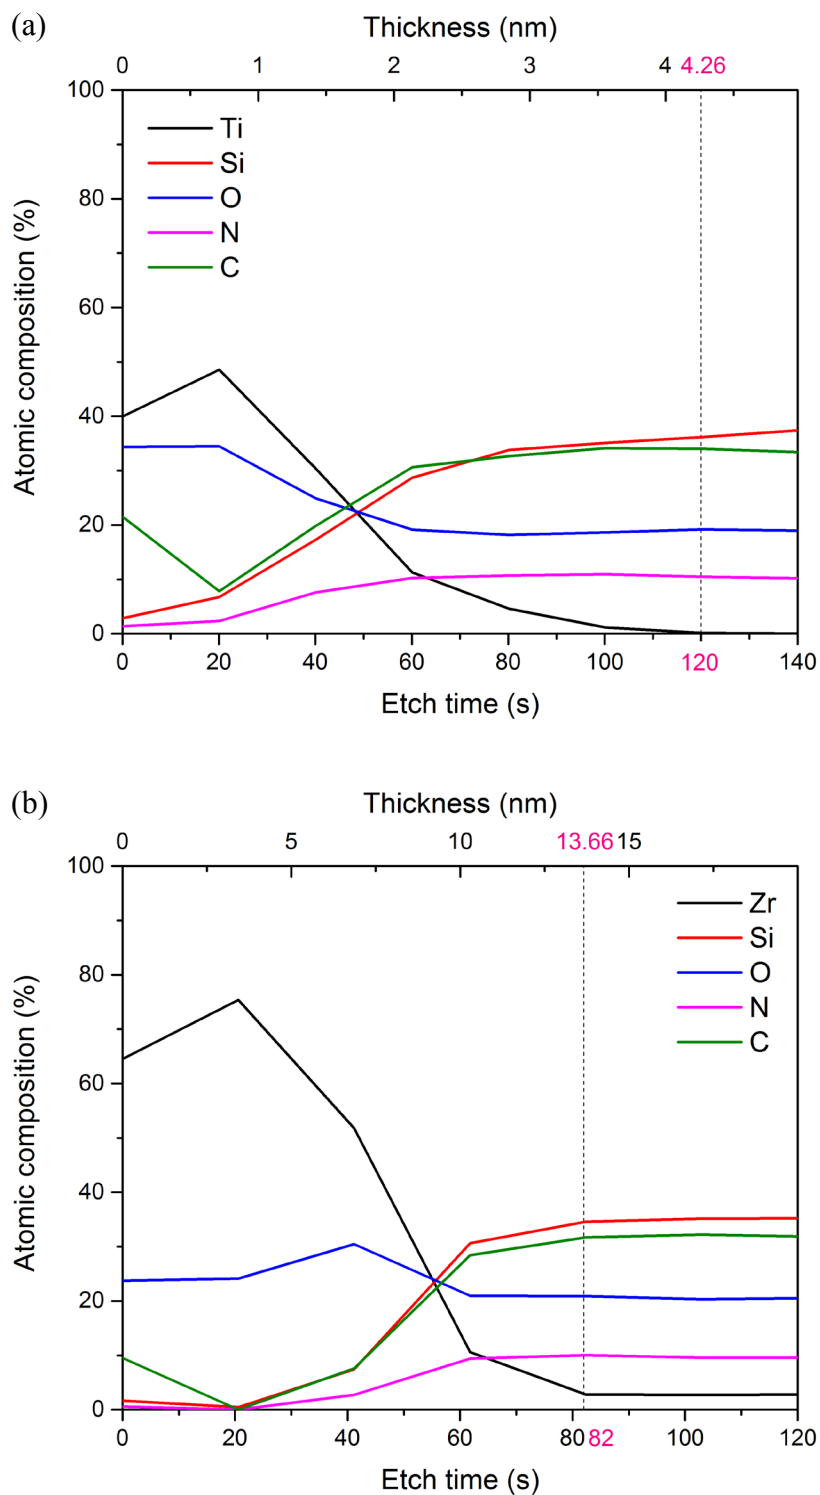 (a)
Thickness (nm)
0 1 2 3 4 4.26
100
80
60
40
20
0
Atomic composition (%)
Ti
Si
O
N
C
0 20 40 60 80 100 120 140
Etch time (s)
(b)
Thickness (nm)
0 5 10 13.66 15
100
80
60
40
20
0
Atomic composition (%)
Zr
Si
O
N
C
0 20 40 60 80 82 100 120
Etch time (s)